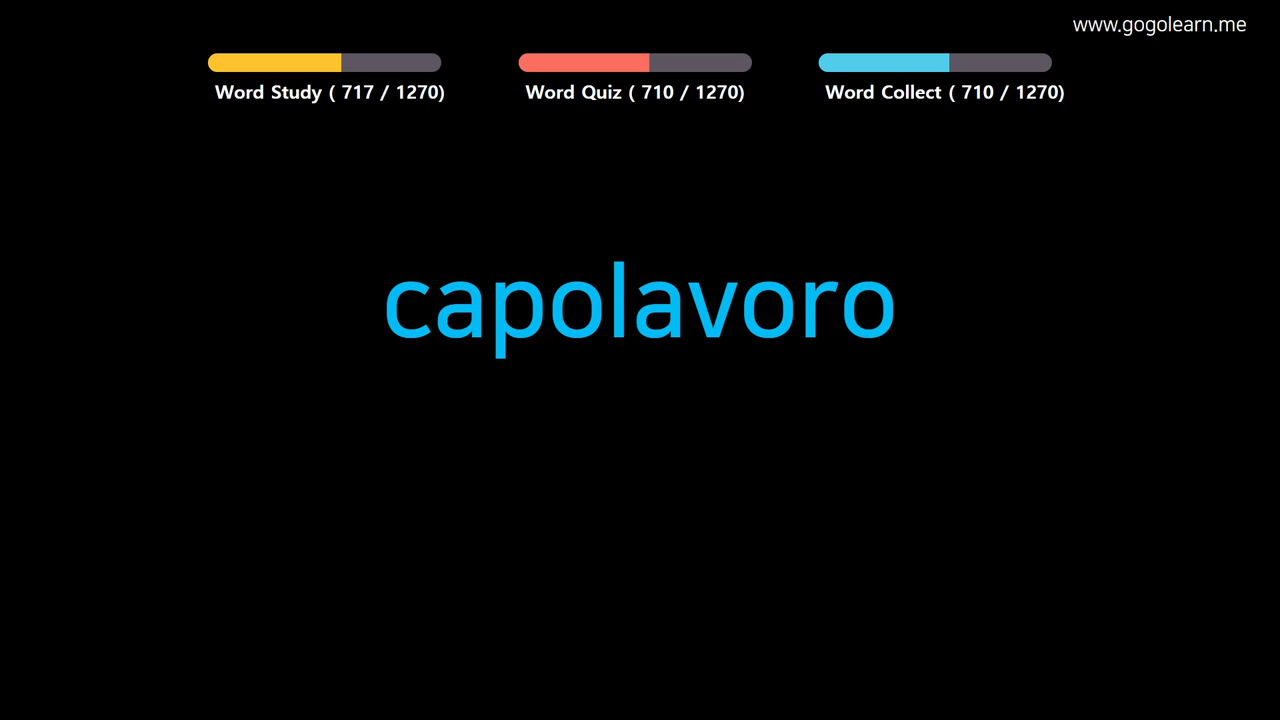 www.gogolearn.me
Word Study ( 717 / 1270)
Word Quiz ( 710 / 1270)
Word Collect ( 710 / 1270)
capolavoro